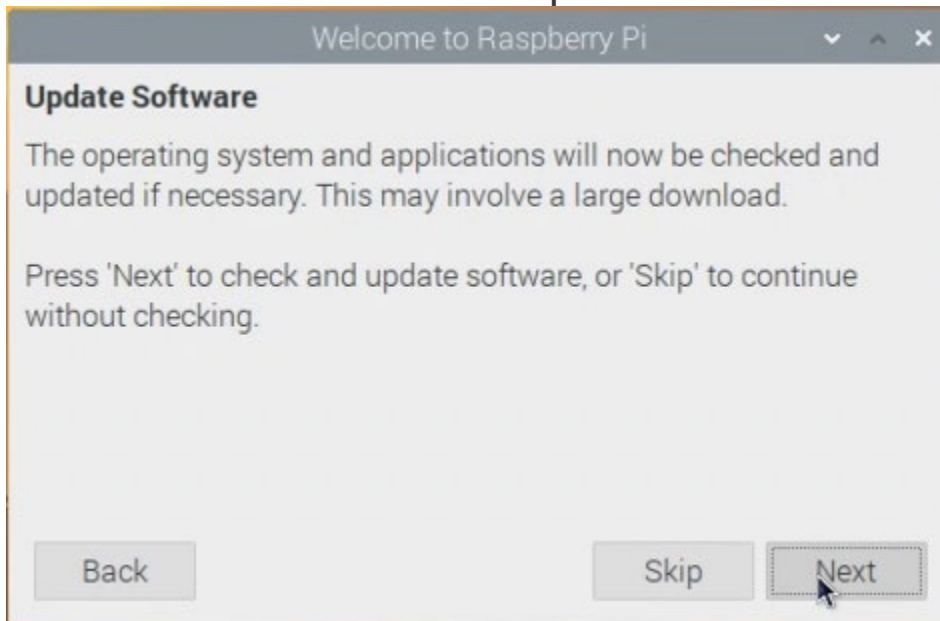 Welcome to Raspberry Pi
Update Software
The operating system and applications will now be checked and
updated if necessary. This may involve a large download.
Press 'Next' to check and update software, or 'Skip' to continue
without checking.
Back Skip Next